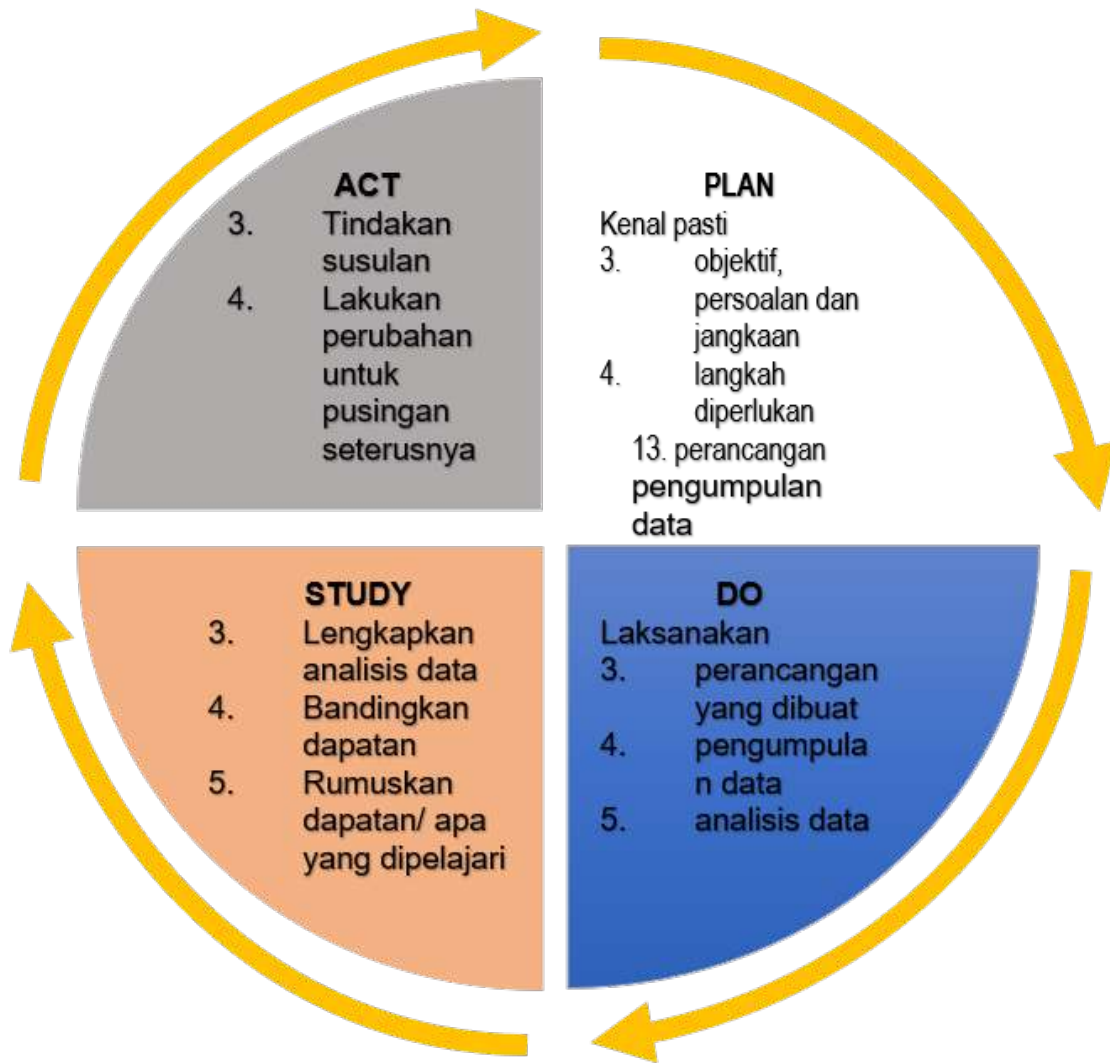 ACT
3. Tindakan
susulan
4. Lakukan
perubahan
untuk
pusingan
seterusnya
PLAN
Kenal pasti
3. objektif,
persoalan dan
jangkaan
4. langkah
diperlukan
13. perancangan
pengumpulan
data
STUDY
3. Lengkapkan
analisis data
4. Bandingkan
dapatan
5. Rumuskan
dapatan/ apa
yang dipelajari
DO
Laksanakan
3. perancangan
yang dibuat
4. pengumpula
n data
5. analisis data